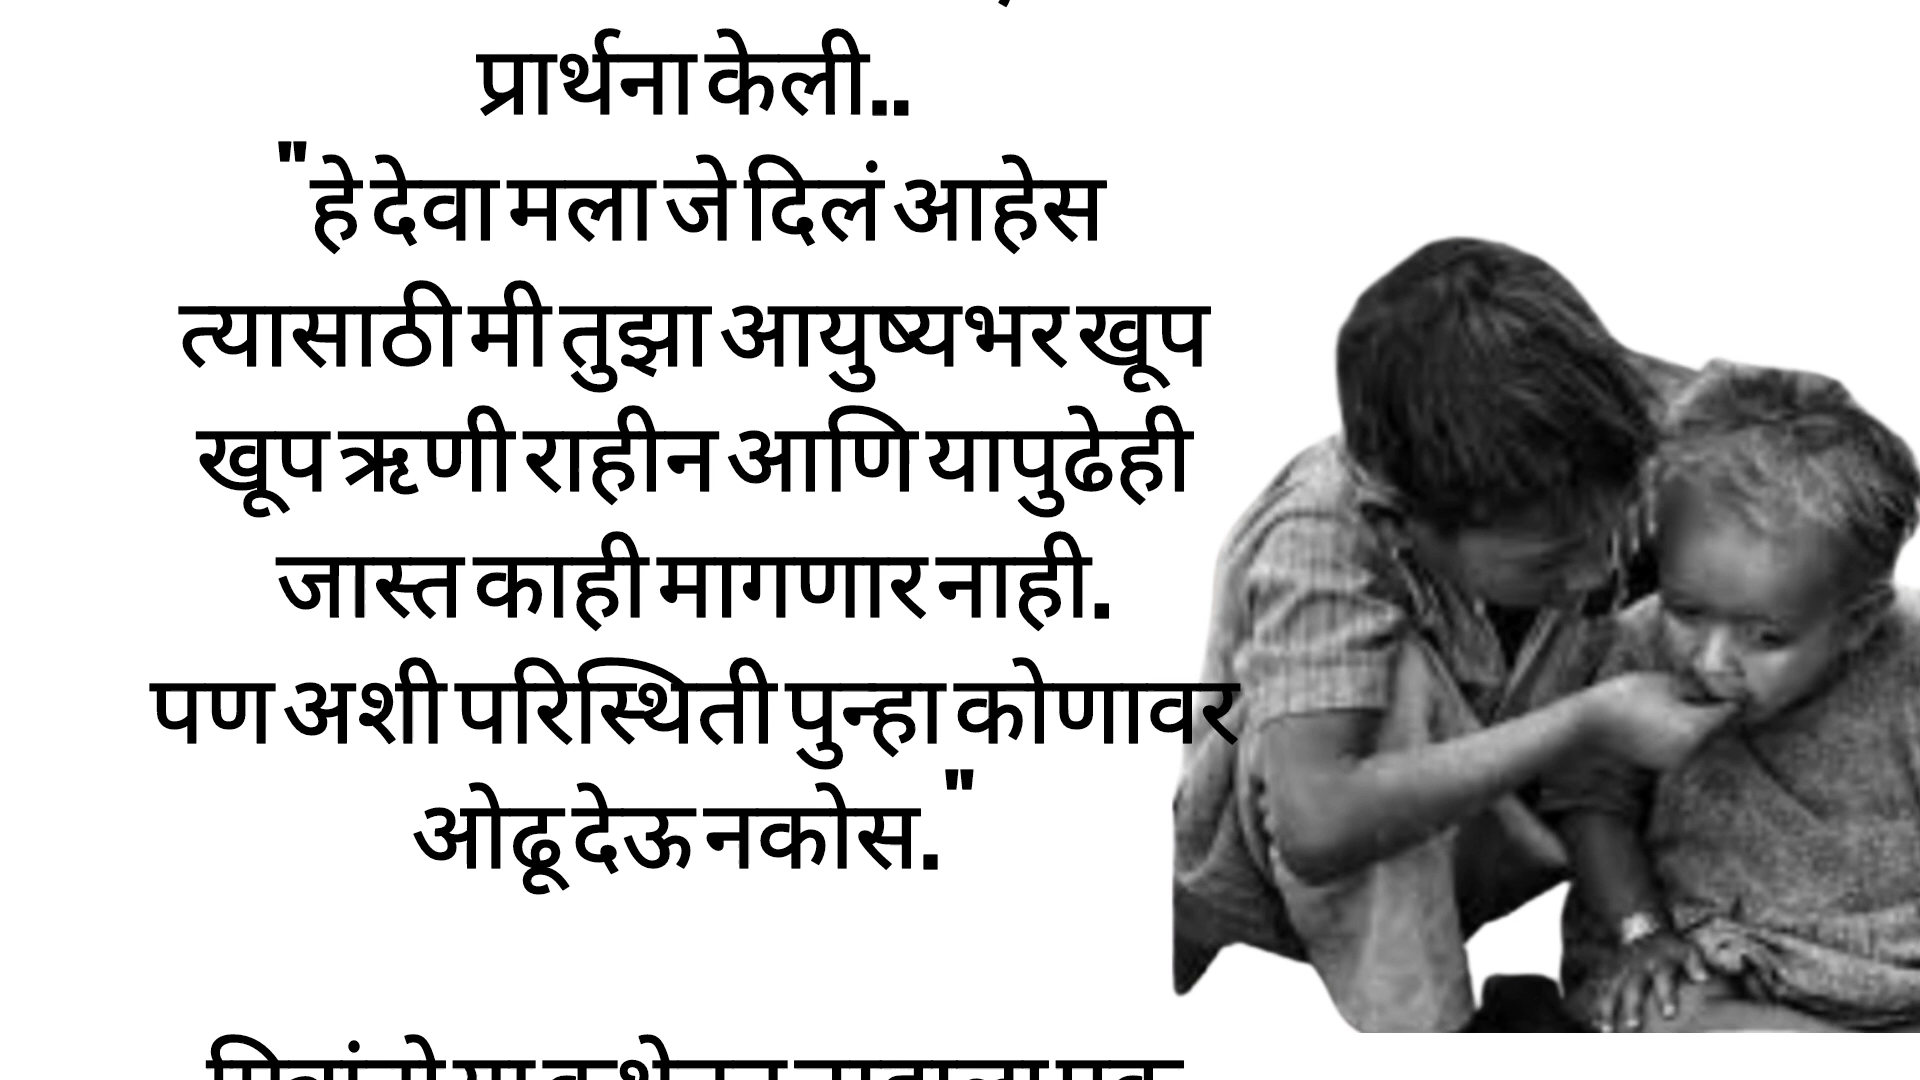 प्रार्थना केली..
"हे देवा मला जे दिलं आहेस
त्यासाठी मी तुझा आयुष्यभर खूप
खूप ऋणी राहीन आणि यापुढेही
जास्त काही मागणार नाही.
पण अशी परिस्थिती पुन्हा कोणावर
ओढू देऊ नकोस."